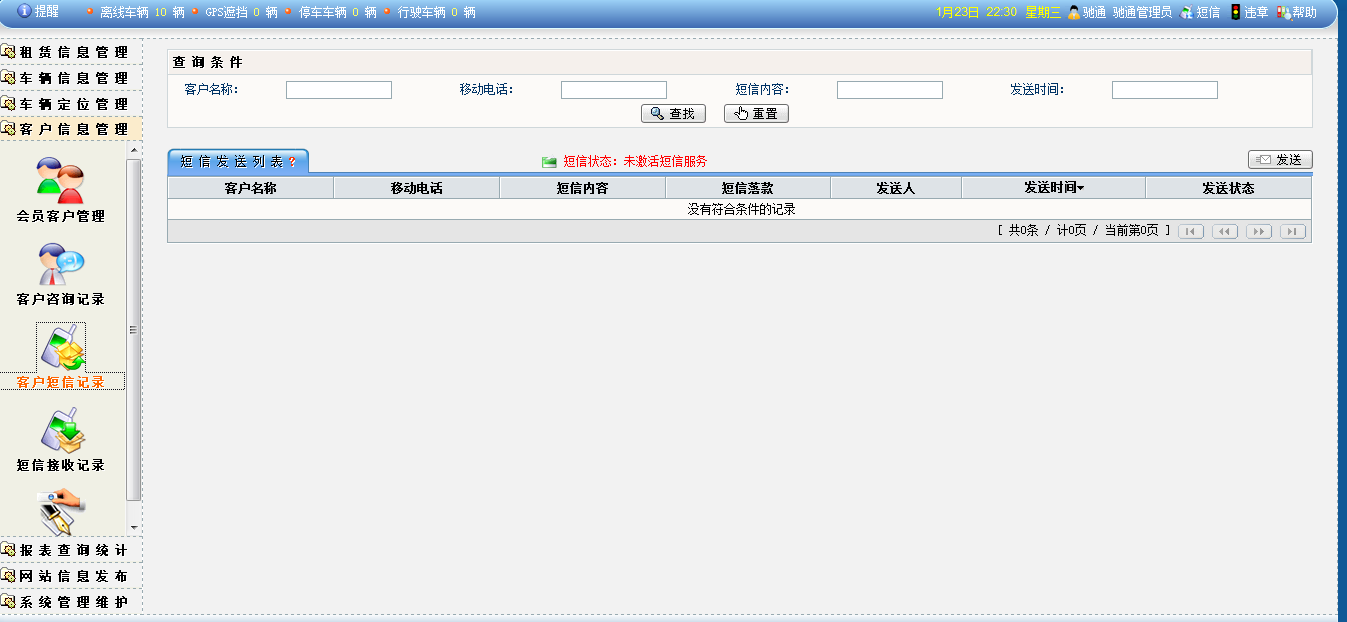 提醒 离线车辆 10 辆 GPS遮挡 0 辆 停车车辆 0 辆 行驶车辆 0 辆 1月23日 22:30 星期三 驰通 驰通管理员 短信 违章 帮助
租赁信息管理
车辆信息管理
车辆定位管理
客户信息管理
会员客户管理
客户咨询记录
客户短信记录
短信接收记录
报表查询统计
网站信息发布
系统管理维护
查询条件
客户名称: 移动电话: 短信内容: 发送时间:
查找 重置
短信发送列表? 短信状态: 未激活短信服务 发送
客户名称 移动电话 短信内容 短信落款 发送人 发送时间 发送状态
没有符合条件的记录
[ 共0条 / 计0页 / 当前第0页 ]